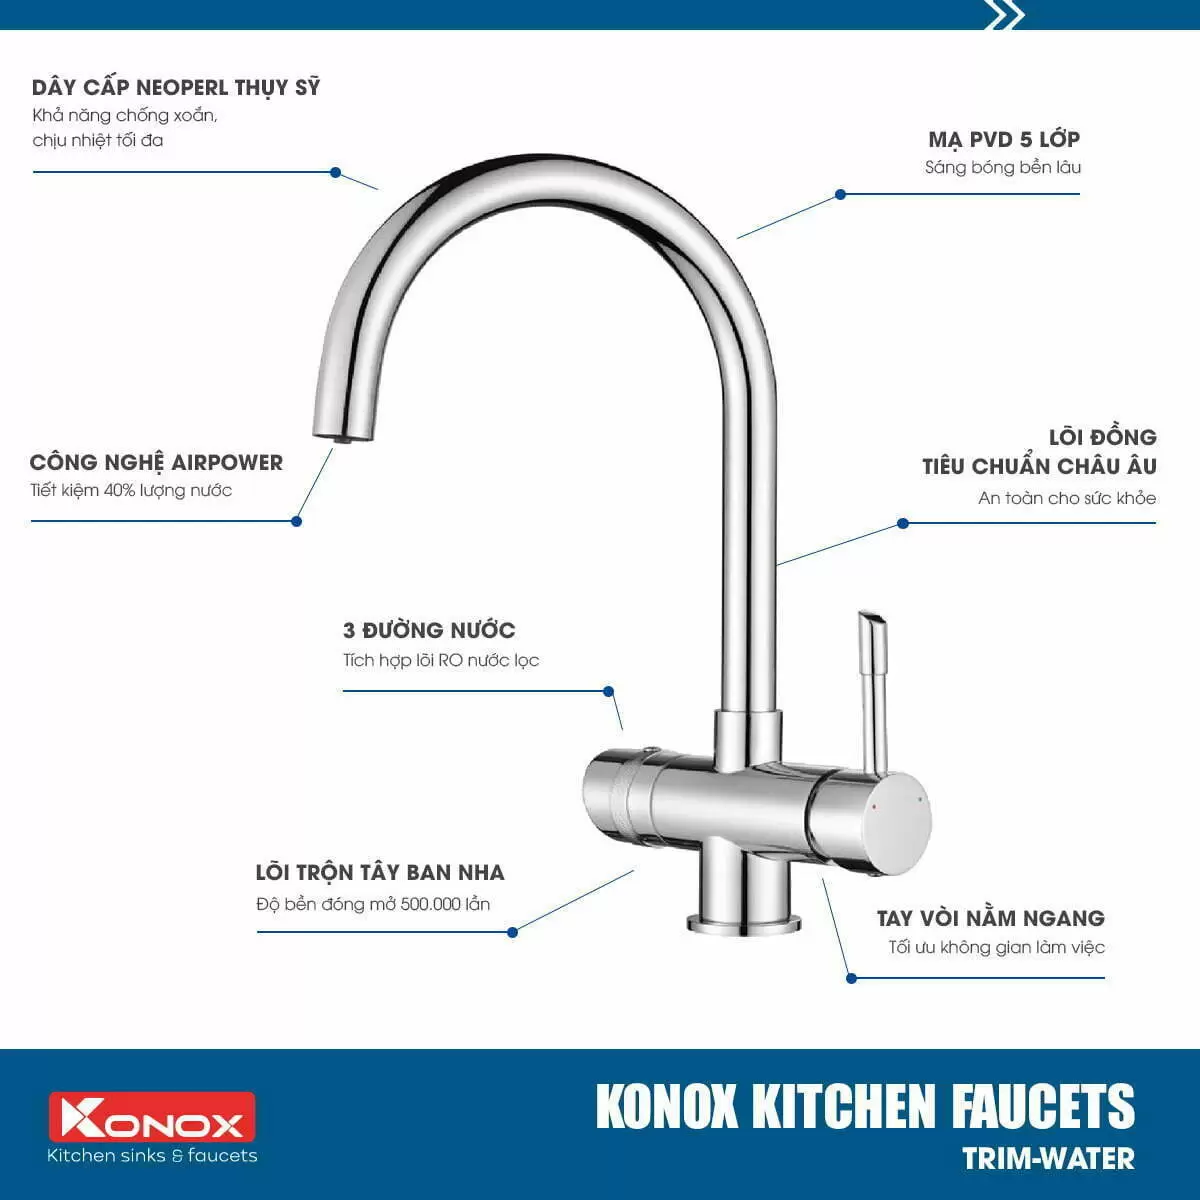 DÂY CẤP NEOPERL THỤY SỸ
Khả năng chống xoắn,
chịu nhiệt tối đa
MẠ PVD 5 LỚP
Sáng bóng bền lâu
CÔNG NGHỆ AIRPOWER
Tiết kiệm 40% lượng nước
LÕI ĐỒNG
TIÊU CHUẨN CHÂU ÂU
An toàn cho sức khỏe
3 ĐƯỜNG NƯỚC
Tích hợp lõi RO nước lọc
LÕI TRỘN TÂY BAN NHA
Độ bền đóng mở 500.000 lần
TAY VÒI NẰM NGANG
Tối ưu không gian làm việc
KONOX
Kitchen sinks & faucets
KONOX KITCHEN FAUCETS
TRIM-WATER